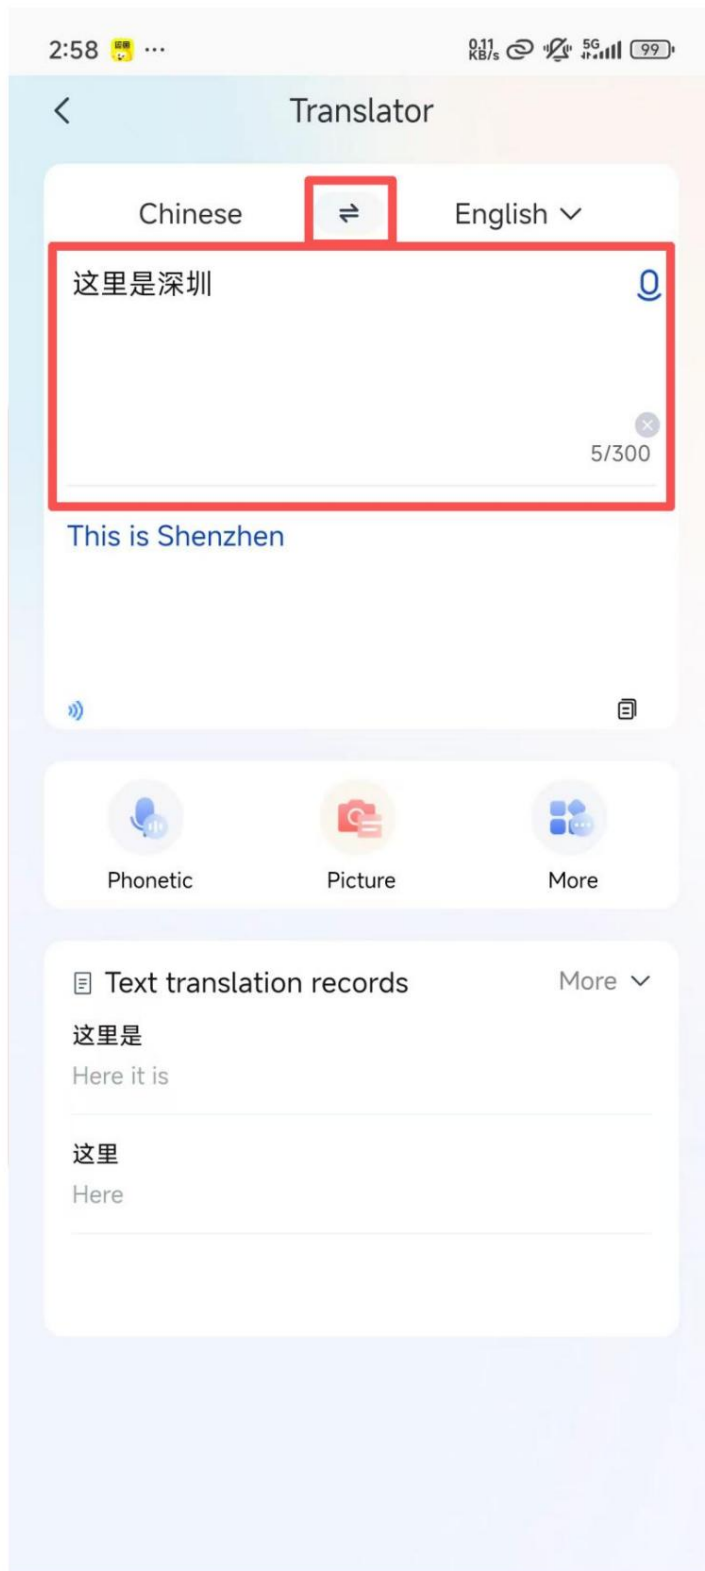 2:58
0.11 KB/s 5G 99
Translator
Chinese English
这里是深圳
5/300
This is Shenzhen
Phonetic Picture More
Text translation records More
这里是
Here it is
这里
Here